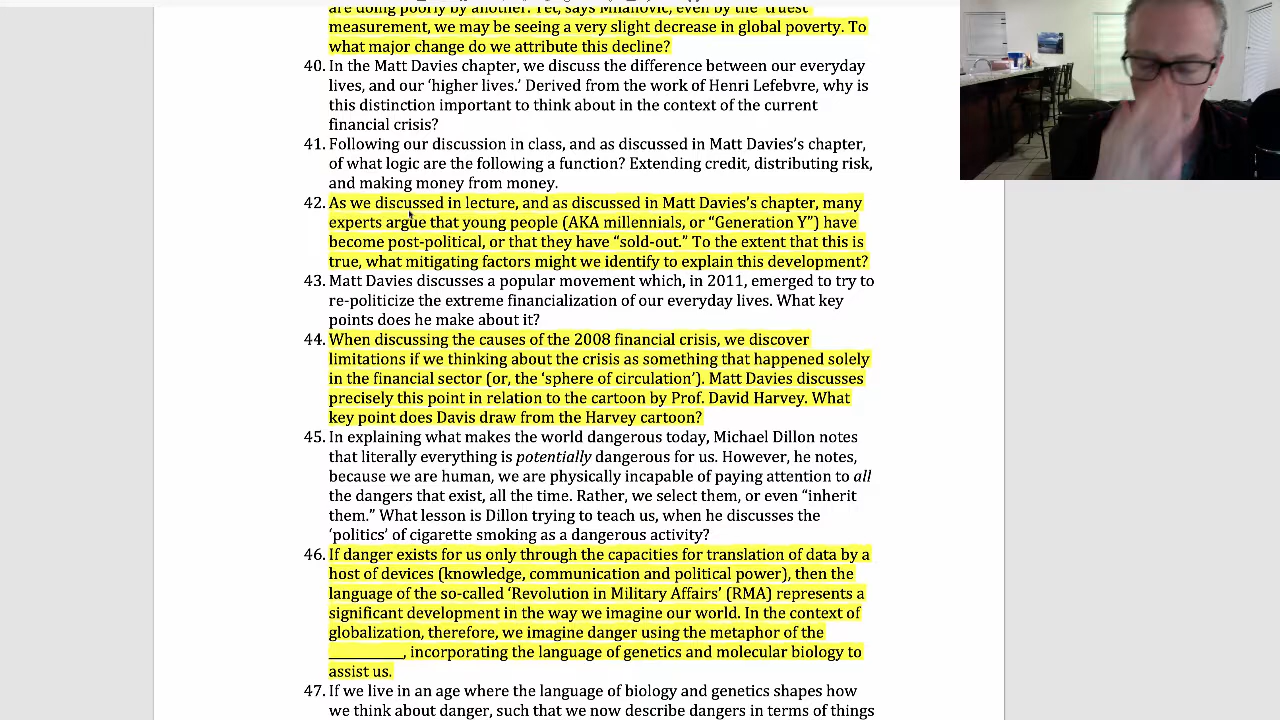 are doing poorly by another. Yet, says Milanovic, even by the 'truest'
measurement, we may be seeing a very slight decrease in global poverty. To
what major change do we attribute this decline?
40. In the Matt Davies chapter, we discuss the difference between our everyday
lives, and our ‘higher lives.’ Derived from the work of Henri Lefebvre, why is
this distinction important to think about in the context of the current
financial crisis?
41. Following our discussion in class, and as discussed in Matt Davies’s chapter,
of what logic are the following a function? Extending credit, distributing risk,
and making money from money.
42. As we discussed in lecture, and as discussed in Matt Davies’s chapter, many
experts argue that young people (AKA millennials, or “Generation Y”) have
become post-political, or that they have “sold-out.” To the extent that this is
true, what mitigating factors might we identify to explain this development?
43. Matt Davies discusses a popular movement which, in 2011, emerged to try to
re-politicize the extreme financialization of our everyday lives. What key
points does he make about it?
44. When discussing the causes of the 2008 financial crisis, we discover
limitations if we thinking about the crisis as something that happened solely
in the financial sector (or, the ‘sphere of circulation’). Matt Davies discusses
precisely this point in relation to the cartoon by Prof. David Harvey. What
key point does Davis draw from the Harvey cartoon?
45. In explaining what makes the world dangerous today, Michael Dillon notes
that literally everything is potentially dangerous for us. However, he notes,
because we are human, we are physically incapable of paying attention to all
the dangers that exist, all the time. Rather, we select them, or even “inherit
them.” What lesson is Dillon trying to teach us, when he discusses the
‘politics’ of cigarette smoking as a dangerous activity?
46. If danger exists for us only through the capacities for translation of data by a
host of devices (knowledge, communication and political power), then the
language of the so-called ‘Revolution in Military Affairs’ (RMA) represents a
significant development in the way we imagine our world. In the context of
globalization, therefore, we imagine danger using the metaphor of the
__________, incorporating the language of genetics and molecular biology to
assist us.
47. If we live in an age where the language of biology and genetics shapes how
we think about danger, such that we now describe dangers in terms of things